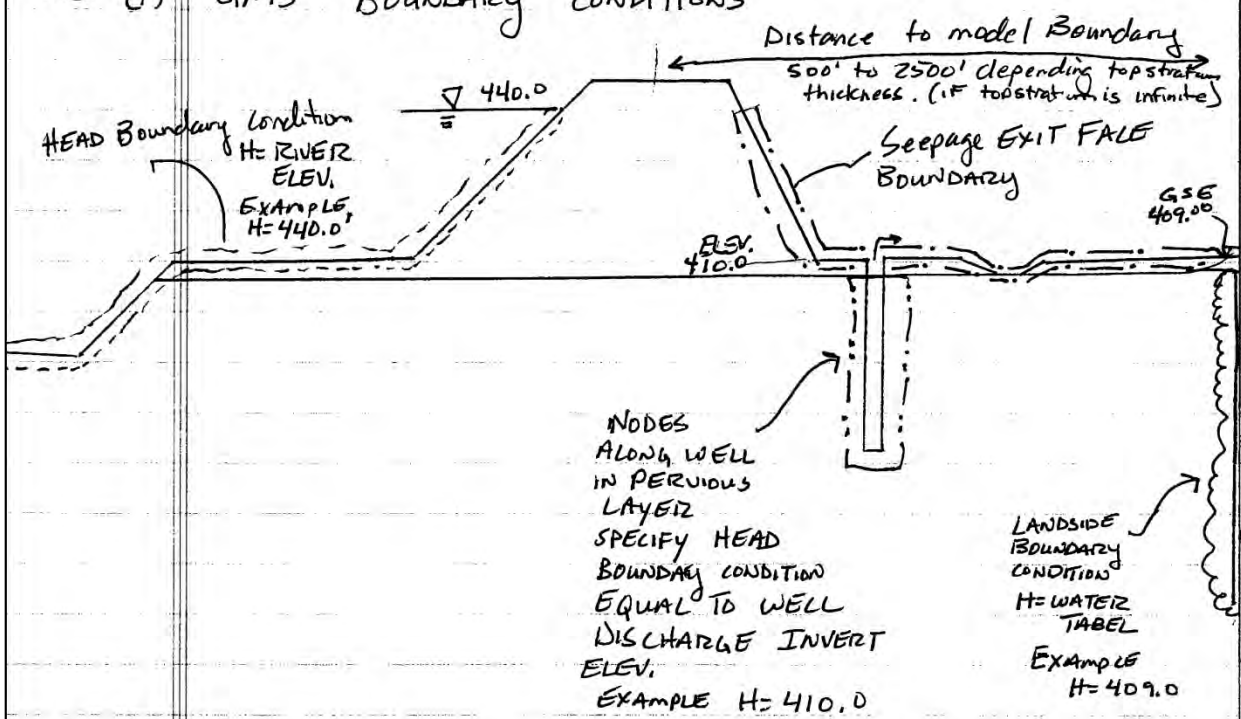 GMS BOUNDARY CONDITIONS
Distance to model Boundary
500' to 2500' depending topstratum
thickness. (IF topstratum is infinite)
440.0
HEAD Boundary Condition
H= RIVER
ELEV.
EXAMPLE,
H= 440.0'
Seepage EXIT FALE
BOUNDARY
GSE
409.00
ELEV.
410.0
NODES
ALONG WELL
IN PERVIOUS
LAYER
SPECIFY HEAD
BOUNDAY CONDITION
EQUAL TO WELL
DISCHARGE INVERT
ELEV.
EXAMPLE H= 410.0
LANDSIDE
BOUNDARY
CONDITION
H= WATER
TABEL
EXAMPLE
H= 409.0